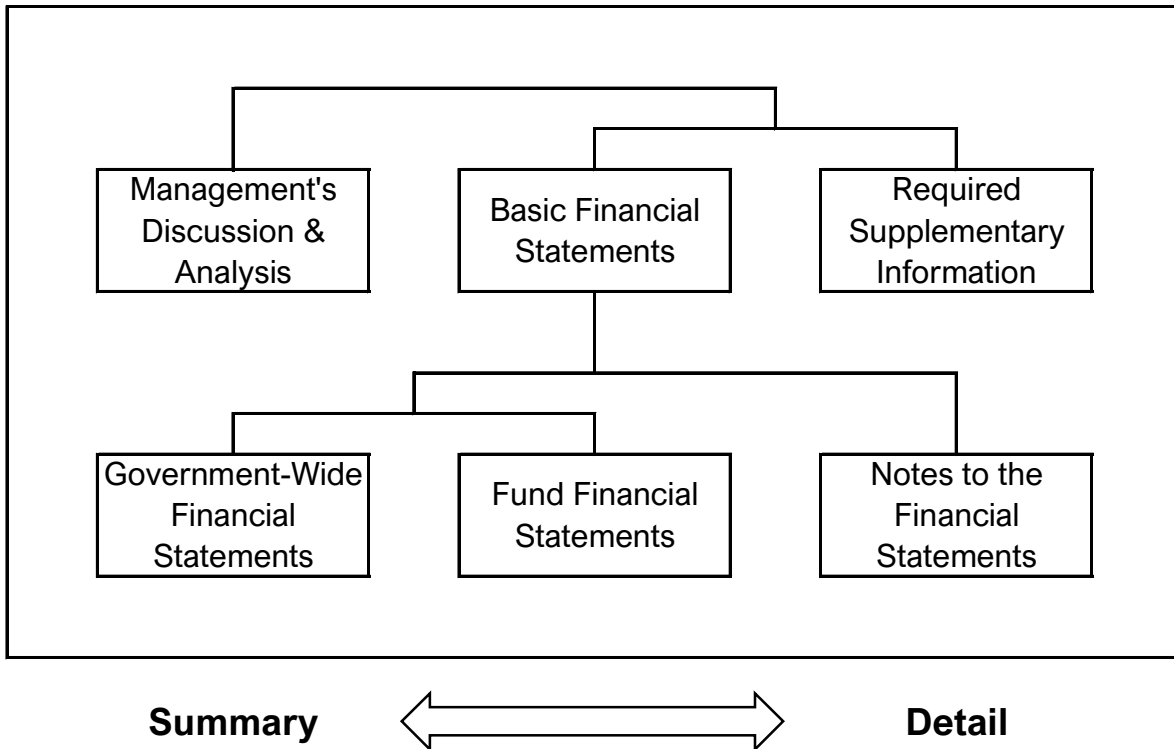 Management's
Discussion &
Analysis
Basic Financial
Statements
Required
Supplementary
Information
Government-Wide
Financial
Statements
Fund Financial
Statements
Notes to the
Financial
Statements
Summary
Detail